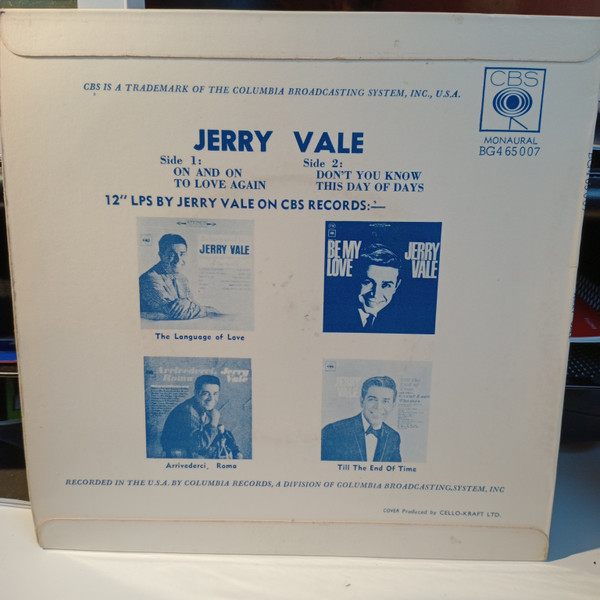 CBS IS A TRADEMARK OF THE COLUMBIA BROADCASTING SYSTEM, INC., U.S.A.
CBS
MONAURAL
BG4 65007
JERRY VALE
Side 1:
ON AND ON
TO LOVE AGAIN
Side 2:
DON'T YOU KNOW
THIS DAY OF DAYS
12" LPS BY JERRY VALE ON CBS RECORDS:—
JERRY VALE
The Language of Love
BE MY
LOVE
JERRY
VALE
Arrivederci, Jerry
Roma Vale
Arrivederci, Roma
Till The End Of Time
RECORDED IN THE U.S.A. BY COLUMBIA RECORDS, A DIVISION OF COLUMBIA BROADCASTING,SYSTEM, INC
COVER Produced by CELLO-KRAFT LTD.